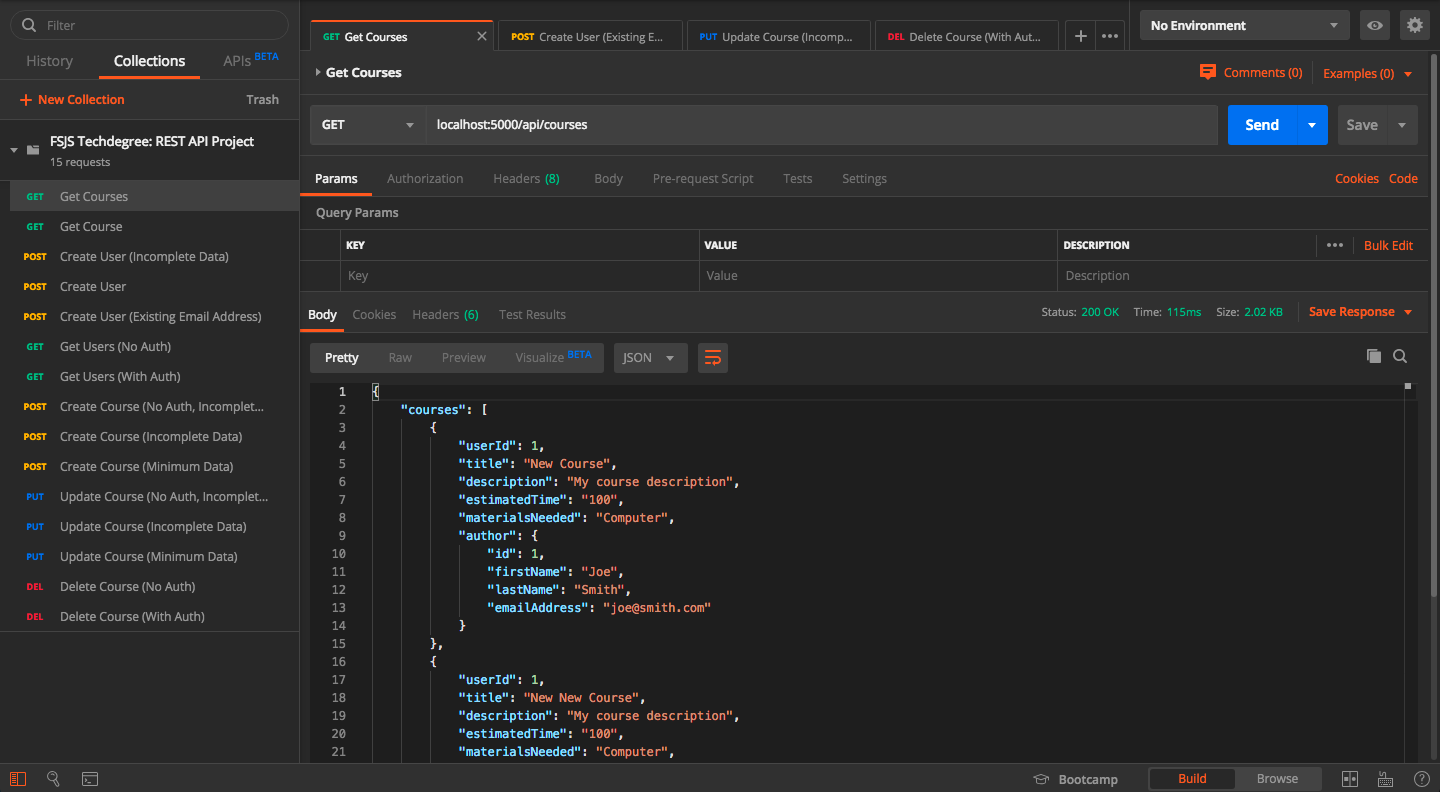 Filter
History Collections APIs BETA
+ New Collection Trash
FSJS Techdegree: REST API Project
15 requests
GET Get Courses
GET Get Course
POST Create User (Incomplete Data)
POST Create User
POST Create User (Existing Email Address)
GET Get Users (No Auth)
GET Get Users (With Auth)
POST Create Course (No Auth, Incomplet...
POST Create Course (Incomplete Data)
POST Create Course (Minimum Data)
PUT Update Course (No Auth, Incomplet...
PUT Update Course (Incomplete Data)
PUT Update Course (Minimum Data)
DEL Delete Course (No Auth)
DEL Delete Course (With Auth)
GET Get Courses POST Create User (Existing E... PUT Update Course (Incomp... DEL Delete Course (With Aut... No Environment
Get Courses Comments (0) Examples (0)
GET localhost:5000/api/courses Send Save
Params Authorization Headers (8) Body Pre-request Script Tests Settings Cookies Code
Query Params
KEY VALUE DESCRIPTION Bulk Edit
Key Value Description
Body Cookies Headers (6) Test Results Status: 200 OK Time: 115ms Size: 2.02 KB Save Response
Pretty Raw Preview Visualize BETA JSON
1 {
2 "courses": [
3 {
4 "userId": 1,
5 "title": "New Course",
6 "description": "My course description",
7 "estimatedTime": "100",
8 "materialsNeeded": "Computer",
9 "author": {
10 "id": 1,
11 "firstName": "Joe",
12 "lastName": "Smith",
13 "emailAddress": "joe@smith.com"
14 }
15 },
16 {
17 "userId": 1,
18 "title": "New New Course",
19 "description": "My course description",
20 "estimatedTime": "100",
21 "materialsNeeded": "Computer",
Bootcamp Build Browse